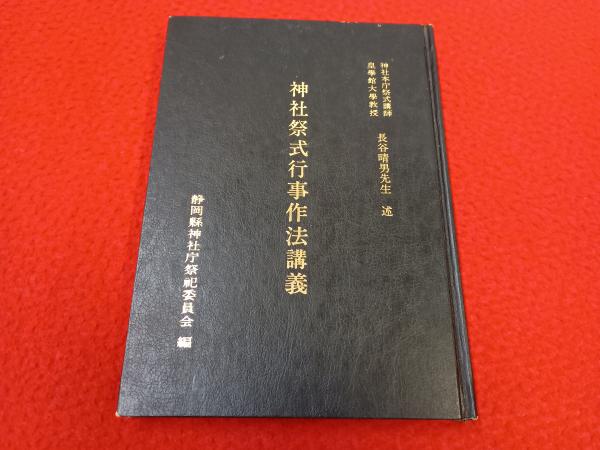 神社本庁祭式講師
皇學館大學教授
長谷晴男先生 述
神社祭式行事作法講義
静岡縣神社庁祭祀委員会 編